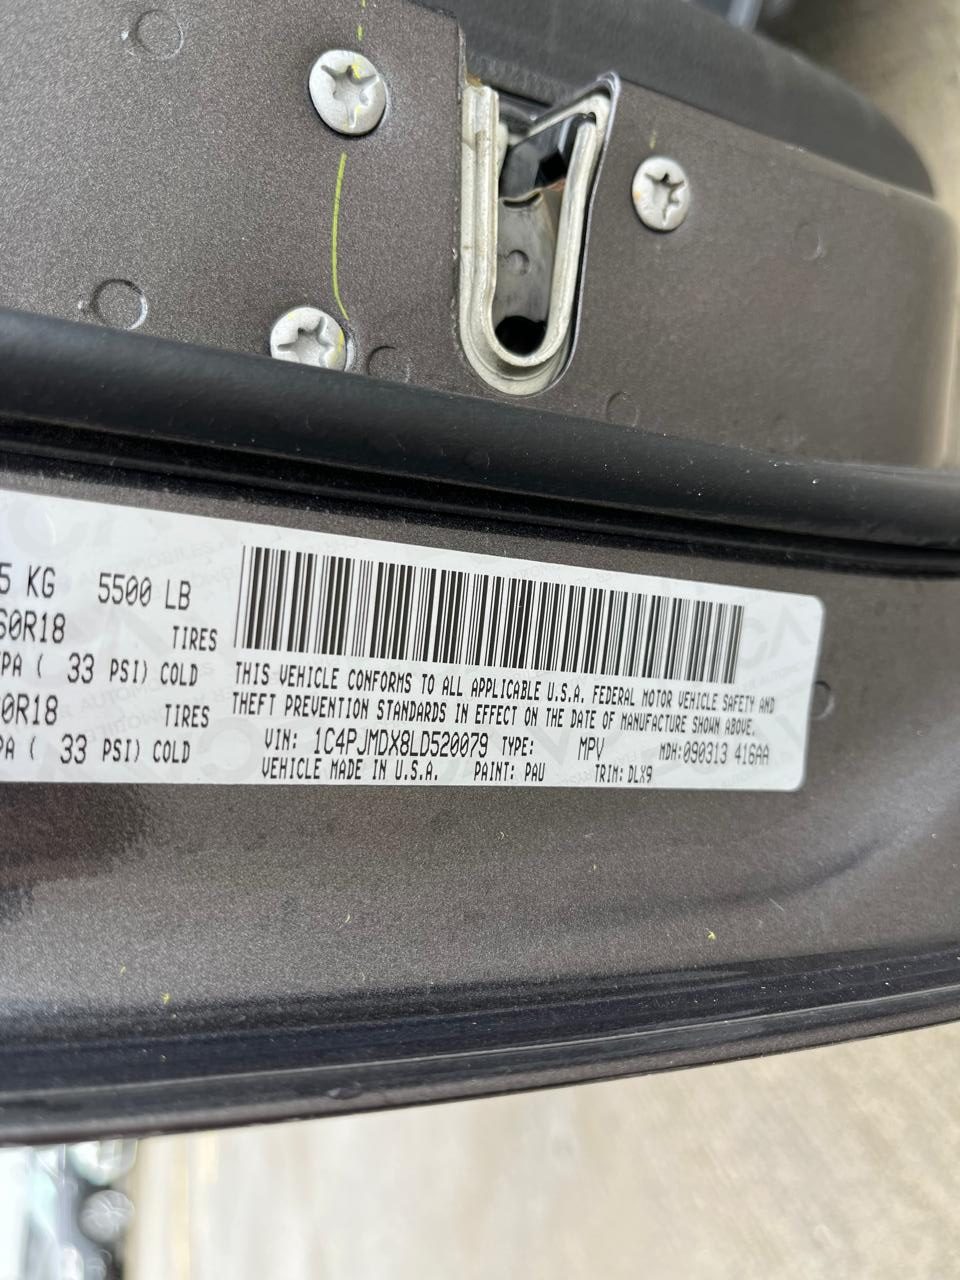 5 KG 5500 LB
60R18 TIRES
PA ( 33 PSI) COLD
0R18 TIRES
PA ( 33 PSI) COLD
THIS VEHICLE CONFORMS TO ALL APPLICABLE U.S.A. FEDERAL MOTOR VEHICLE SAFETY AND
THEFT PREVENTION STANDARDS IN EFFECT ON THE DATE OF MANUFACTURE SHOWN ABOVE.
VIN: 1C4PJMDX8LD520079 TYPE: MPV MDH:090313 416AA
VEHICLE MADE IN U.S.A. PAINT: PAU TRIM: DLX9